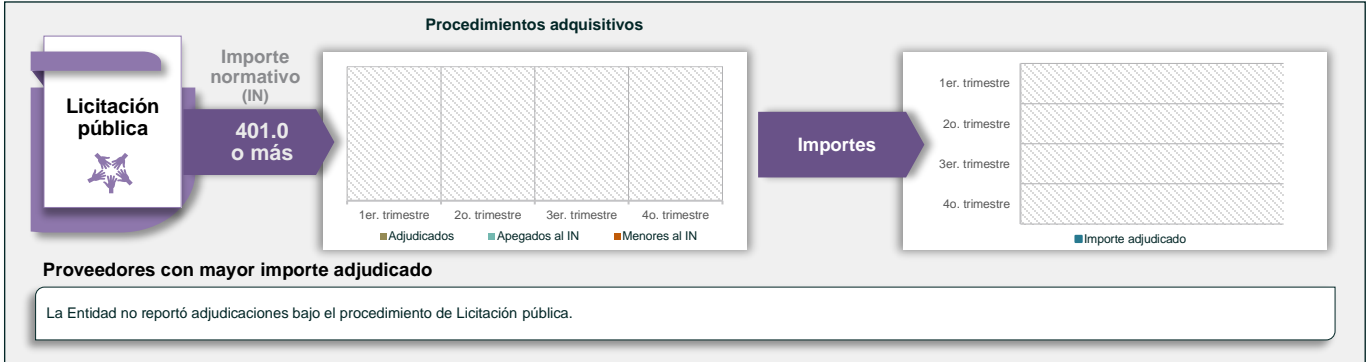 Procedimientos adquisitivos
Licitación
pública
Importe
normativo
(IN)
401.0
o más
1er. trimestre
2o. trimestre
3er. trimestre
4o. trimestre
Adjudicados
Apegados al IN
Menores al IN
Importes
1er. trimestre
2o. trimestre
3er. trimestre
4o. trimestre
Importe adjudicado
Proveedores con mayor importe adjudicado
La Entidad no reportó adjudicaciones bajo el procedimiento de Licitación pública.